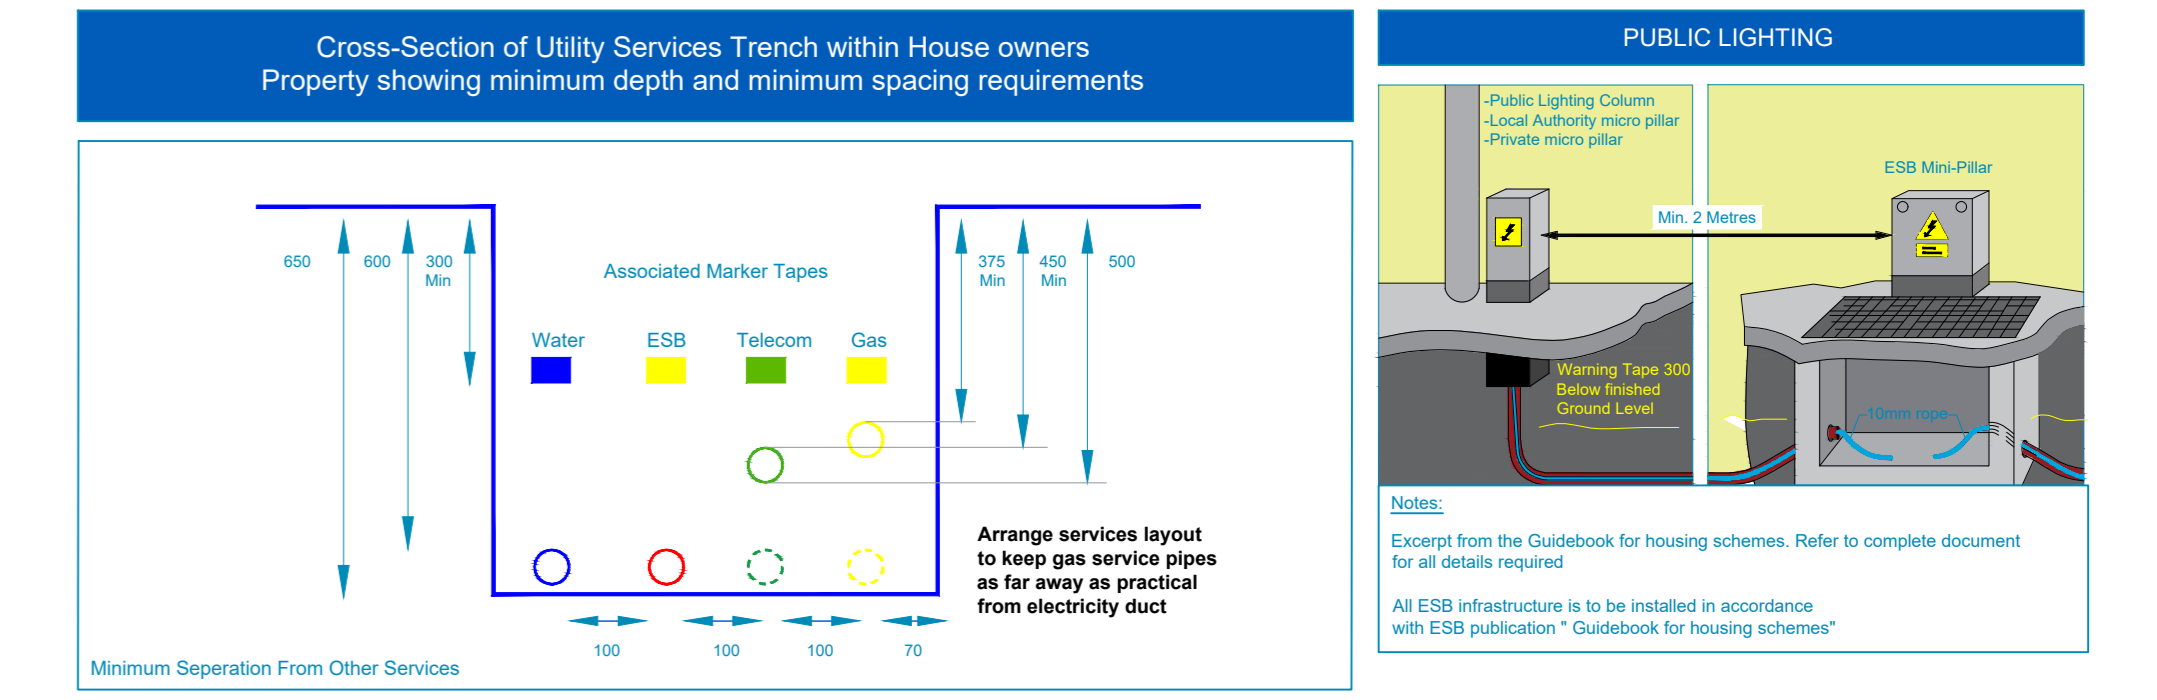 Cross-Section of Utility Services Trench within House owners
Property showing minimum depth and minimum spacing requirements
650
600
300
Min
Associated Marker Tapes
375
Min
450
Min
500
Water
ESB
Telecom
Gas
Arrange services layout
to keep gas service pipes
as far away as practical
from electricity duct
100
100
100
70
Minimum Seperation From Other Services
PUBLIC LIGHTING
-Public Lighting Column
-Local Authority micro pillar
-Private micro pillar
ESB Mini-Pillar
Min. 2 Metres
Warning Tape 300
Below finished
Ground Level
10mm rope
Notes:
Excerpt from the Guidebook for housing schemes. Refer to complete document
for all details required
All ESB infrastructure is to be installed in accordance
with ESB publication " Guidebook for housing schemes"